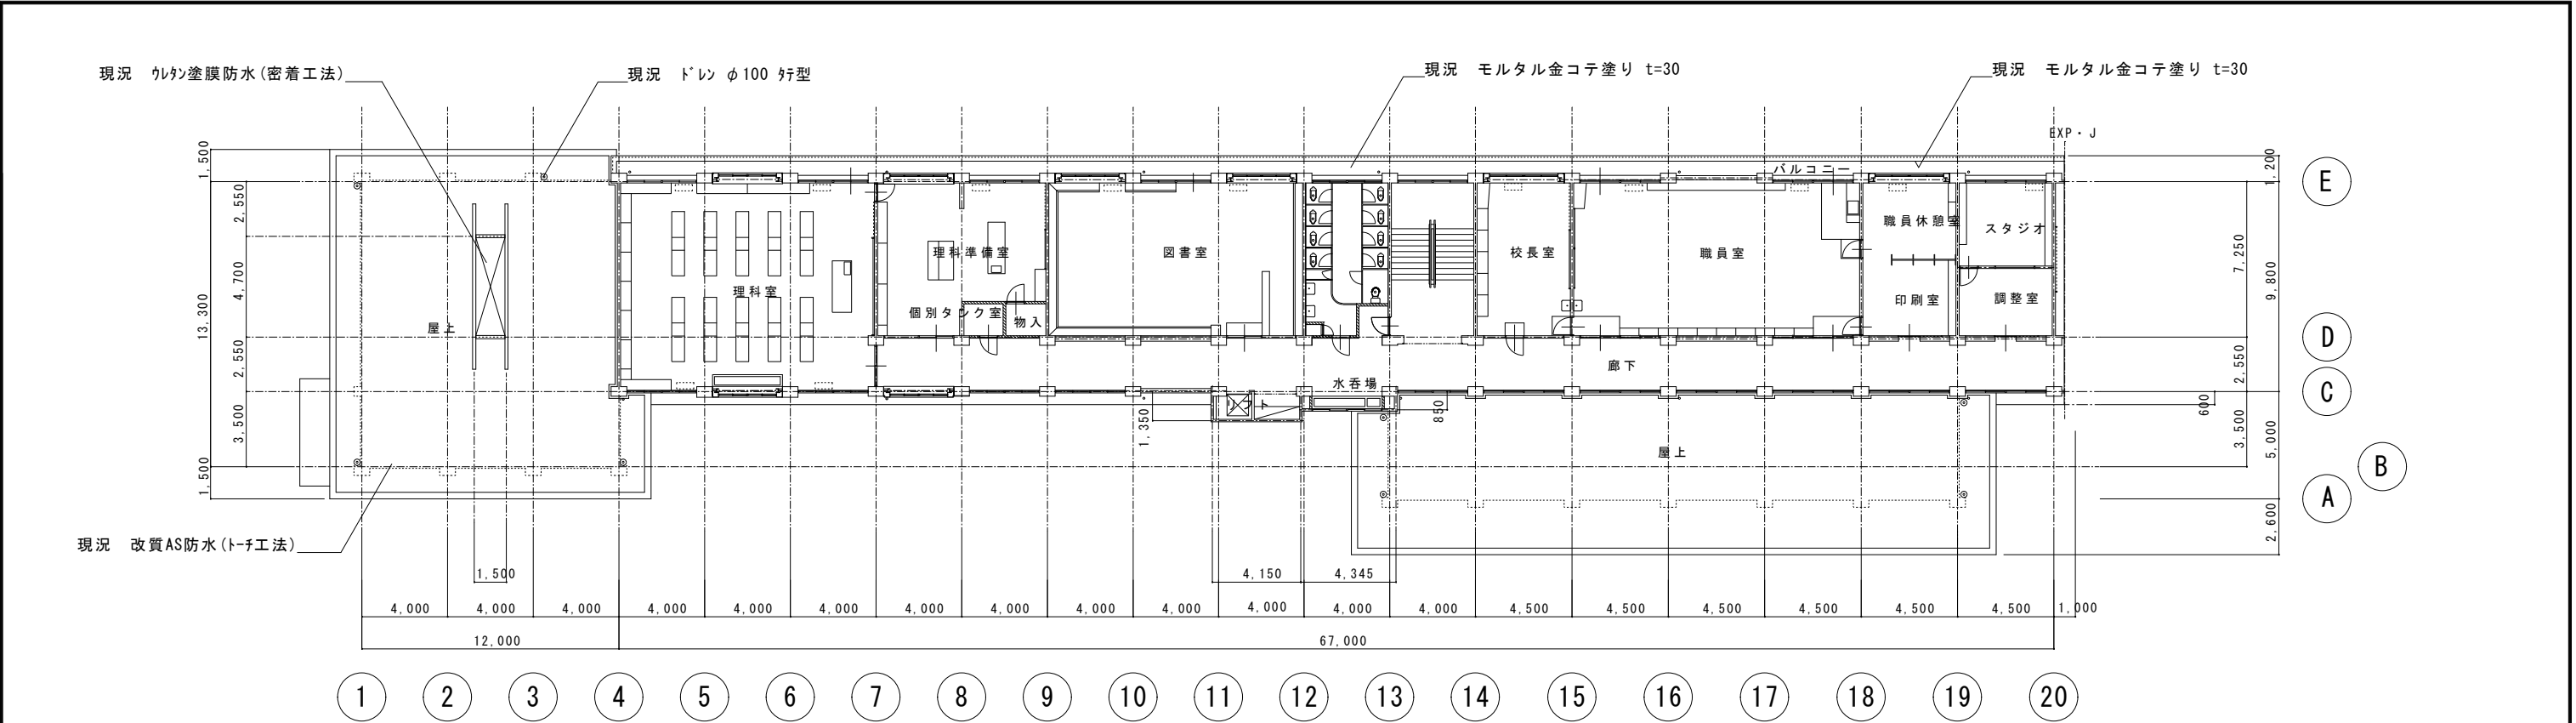 現況 ウレタン塗膜防水(密着工法)
現況 ドレン φ100 タテ型
現況 モルタル金コテ塗り t=30
現況 モルタル金コテ塗り t=30
EXP・J
バルコニー
1,500
2,550
4,700
13,300
2,550
3,500
1,500
屋上
理科室
理科準備室
個別タンク室
物入
図書室
校長室
職員室
職員休憩室
スタジオ
印刷室
調整室
廊下
水呑場
リフト
1,350
850
屋上
1,200
7,250
9,800
2,550
600
3,500
5,000
2,600
E
D
C
B
A
現況 改質AS防水(トーチ工法)
1,500
4,150
4,345
4,000
4,000
4,000
4,000
4,000
4,000
4,000
4,000
4,000
4,000
4,000
4,000
4,000
4,500
4,500
4,500
4,500
4,500
4,500
1,000
12,000
67,000
1
2
3
4
5
6
7
8
9
10
11
12
13
14
15
16
17
18
19
20